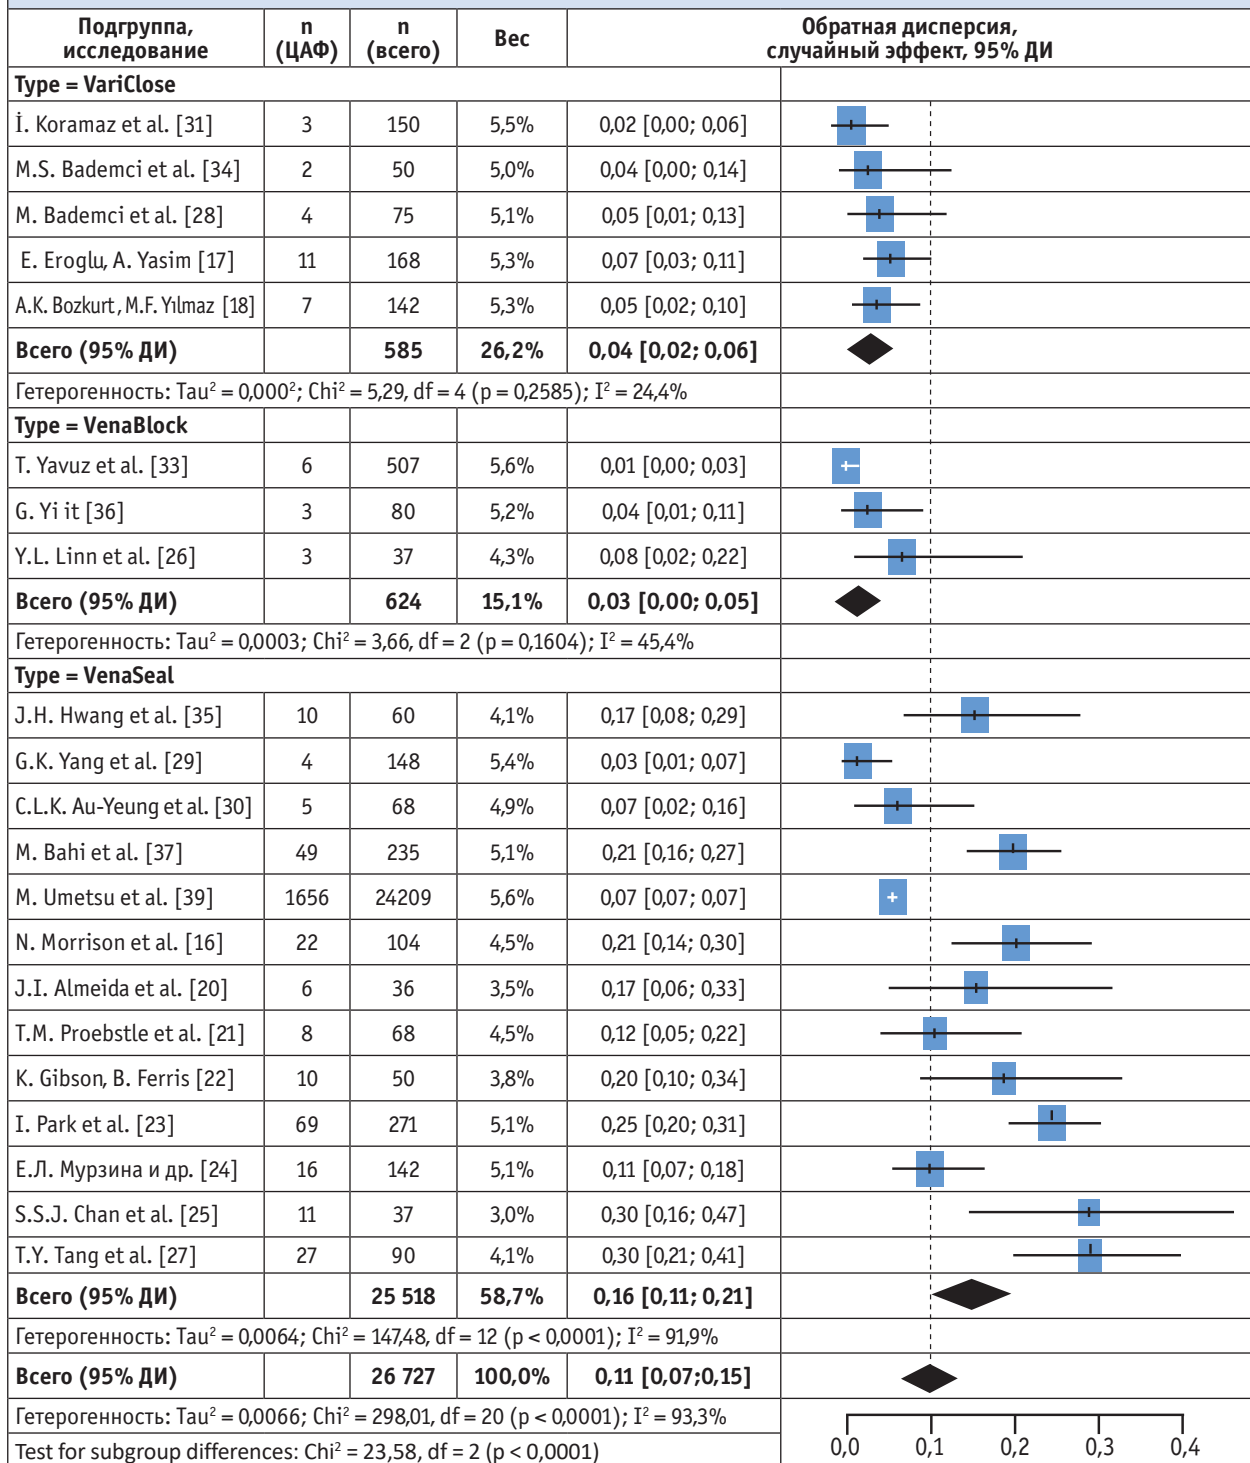 Подгруппа, исследование n (ЦАФ) n (всего) Вес Обратная дисперсия, случайный эффект, 95% ДИ
Type = VariClose
İ. Koramaz et al. [31] 3 150 5,5% 0,02 [0,00; 0,06]
M.S. Bademci et al. [34] 2 50 5,0% 0,04 [0,00; 0,14]
M. Bademci et al. [28] 4 75 5,1% 0,05 [0,01; 0,13]
E. Eroglu, A. Yasim [17] 11 168 5,3% 0,07 [0,03; 0,11]
A.K. Bozkurt, M.F. Yılmaz [18] 7 142 5,3% 0,05 [0,02; 0,10]
Всего (95% ДИ) 585 26,2% 0,04 [0,02; 0,06]
Гетерогенность: Tau² = 0,000²; Chi² = 5,29, df = 4 (p = 0,2585); I² = 24,4%
Type = VenaBlock
T. Yavuz et al. [33] 6 507 5,6% 0,01 [0,00; 0,03]
G. Yi it [36] 3 80 5,2% 0,04 [0,01; 0,11]
Y.L. Linn et al. [26] 3 37 4,3% 0,08 [0,02; 0,22]
Всего (95% ДИ) 624 15,1% 0,03 [0,00; 0,05]
Гетерогенность: Tau² = 0,0003; Chi² = 3,66, df = 2 (p = 0,1604); I² = 45,4%
Type = VenaSeal
J.H. Hwang et al. [35] 10 60 4,1% 0,17 [0,08; 0,29]
G.K. Yang et al. [29] 4 148 5,4% 0,03 [0,01; 0,07]
C.L.K. Au-Yeung et al. [30] 5 68 4,9% 0,07 [0,02; 0,16]
M. Bahi et al. [37] 49 235 5,1% 0,21 [0,16; 0,27]
M. Umetsu et al. [39] 1656 24209 5,6% 0,07 [0,07; 0,07]
N. Morrison et al. [16] 22 104 4,5% 0,21 [0,14; 0,30]
J.I. Almeida et al. [20] 6 36 3,5% 0,17 [0,06; 0,33]
T.M. Proebstle et al. [21] 8 68 4,5% 0,12 [0,05; 0,22]
K. Gibson, B. Ferris [22] 10 50 3,8% 0,20 [0,10; 0,34]
I. Park et al. [23] 69 271 5,1% 0,25 [0,20; 0,31]
Е.Л. Мурзина и др. [24] 16 142 5,1% 0,11 [0,07; 0,18]
S.S.J. Chan et al. [25] 11 37 3,0% 0,30 [0,16; 0,47]
T.Y. Tang et al. [27] 27 90 4,1% 0,30 [0,21; 0,41]
Всего (95% ДИ) 25 518 58,7% 0,16 [0,11; 0,21]
Гетерогенность: Tau² = 0,0064; Chi² = 147,48, df = 12 (p < 0,0001); I² = 91,9%
Всего (95% ДИ) 26 727 100,0% 0,11 [0,07;0,15]
Гетерогенность: Tau² = 0,0066; Chi² = 298,01, df = 20 (p < 0,0001); I² = 93,3%
Test for subgroup differences: Chi² = 23,58, df = 2 (p < 0,0001)
0,0 0,1 0,2 0,3 0,4